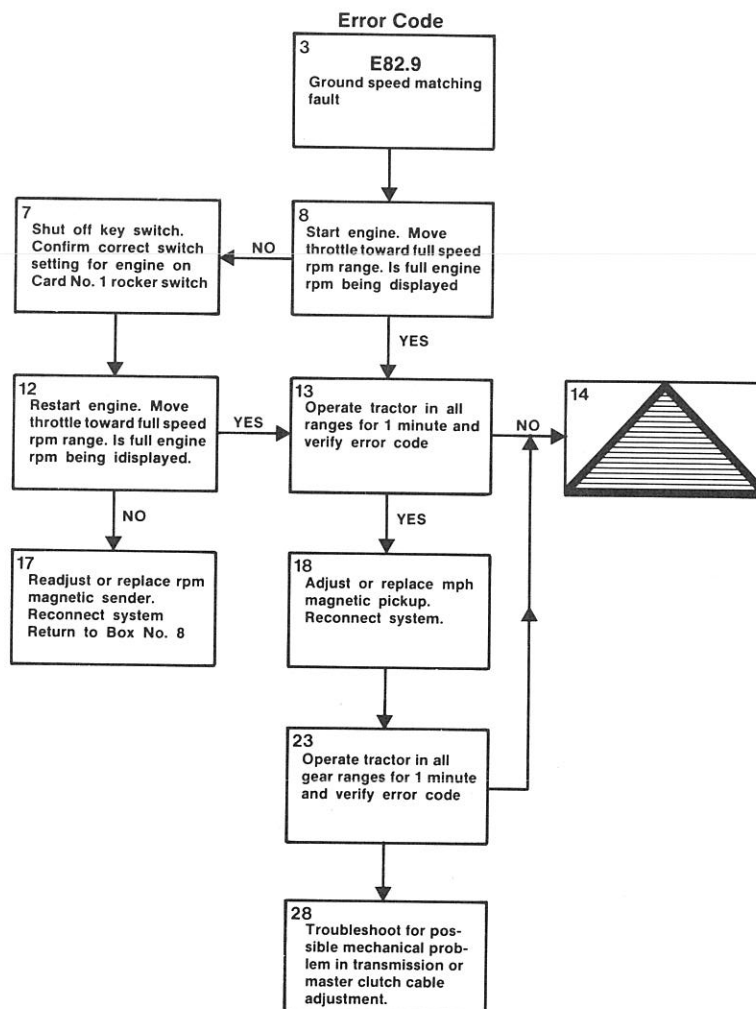 Error Code
3
E82.9
Ground speed matching
fault
7
Shut off key switch.
Confirm correct switch
setting for engine on
Card No. 1 rocker switch
NO
8
Start engine. Move
throttle toward full speed
rpm range. Is full engine
rpm being displayed
YES
12
Restart engine. Move
throttle toward full speed
rpm range. Is full engine
rpm being idisplayed.
YES
13
Operate tractor in all
ranges for 1 minute and
verify error code
NO
14
NO
YES
17
Readjust or replace rpm
magnetic sender.
Reconnect system
Return to Box No. 8
18
Adjust or replace mph
magnetic pickup.
Reconnect system.
23
Operate tractor in all
gear ranges for 1 minute
and verify error code
28
Troubleshoot for pos-
sible mechanical prob-
lem in transmission or
master clutch cable
adjustment.